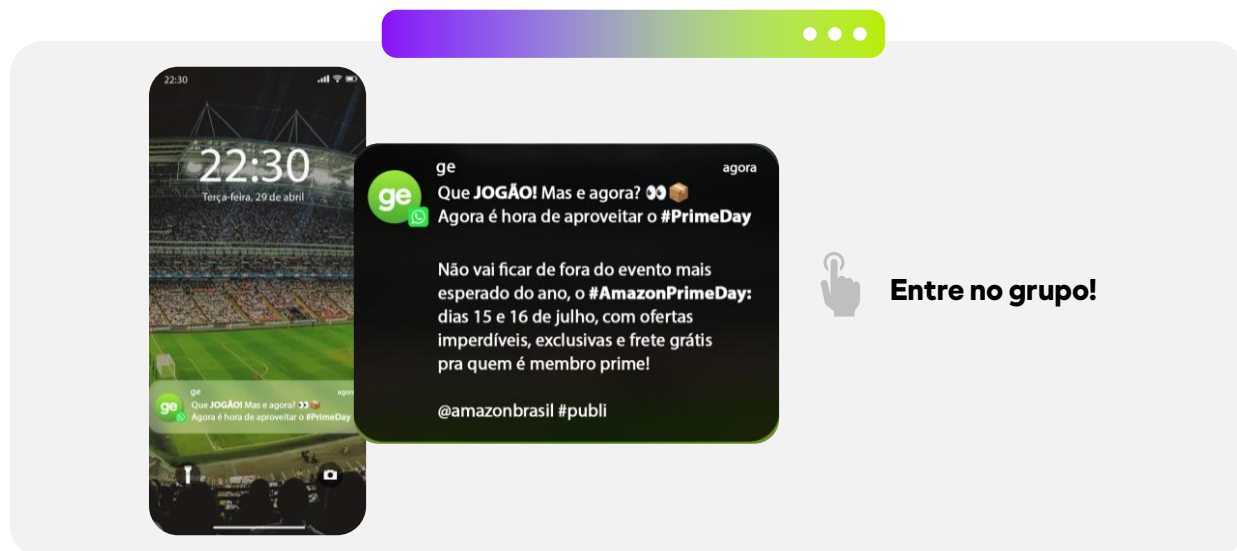 22:30
22:30
Terça-feira, 29 de abril
ge
ge
agora
Que JOGÃO! Mas e agora? 👀📦
Agora é hora de aproveitar o #PrimeDay
ge
ge
agora
Que JOGÃO! Mas e agora? 👀📦
Agora é hora de aproveitar o #PrimeDay
Não vai ficar de fora do evento mais
esperado do ano, o #AmazonPrimeDay:
dias 15 e 16 de julho, com ofertas
imperdíveis, exclusivas e frete grátis
pra quem é membro prime!
@amazonbrasil #publi
Entre no grupo!